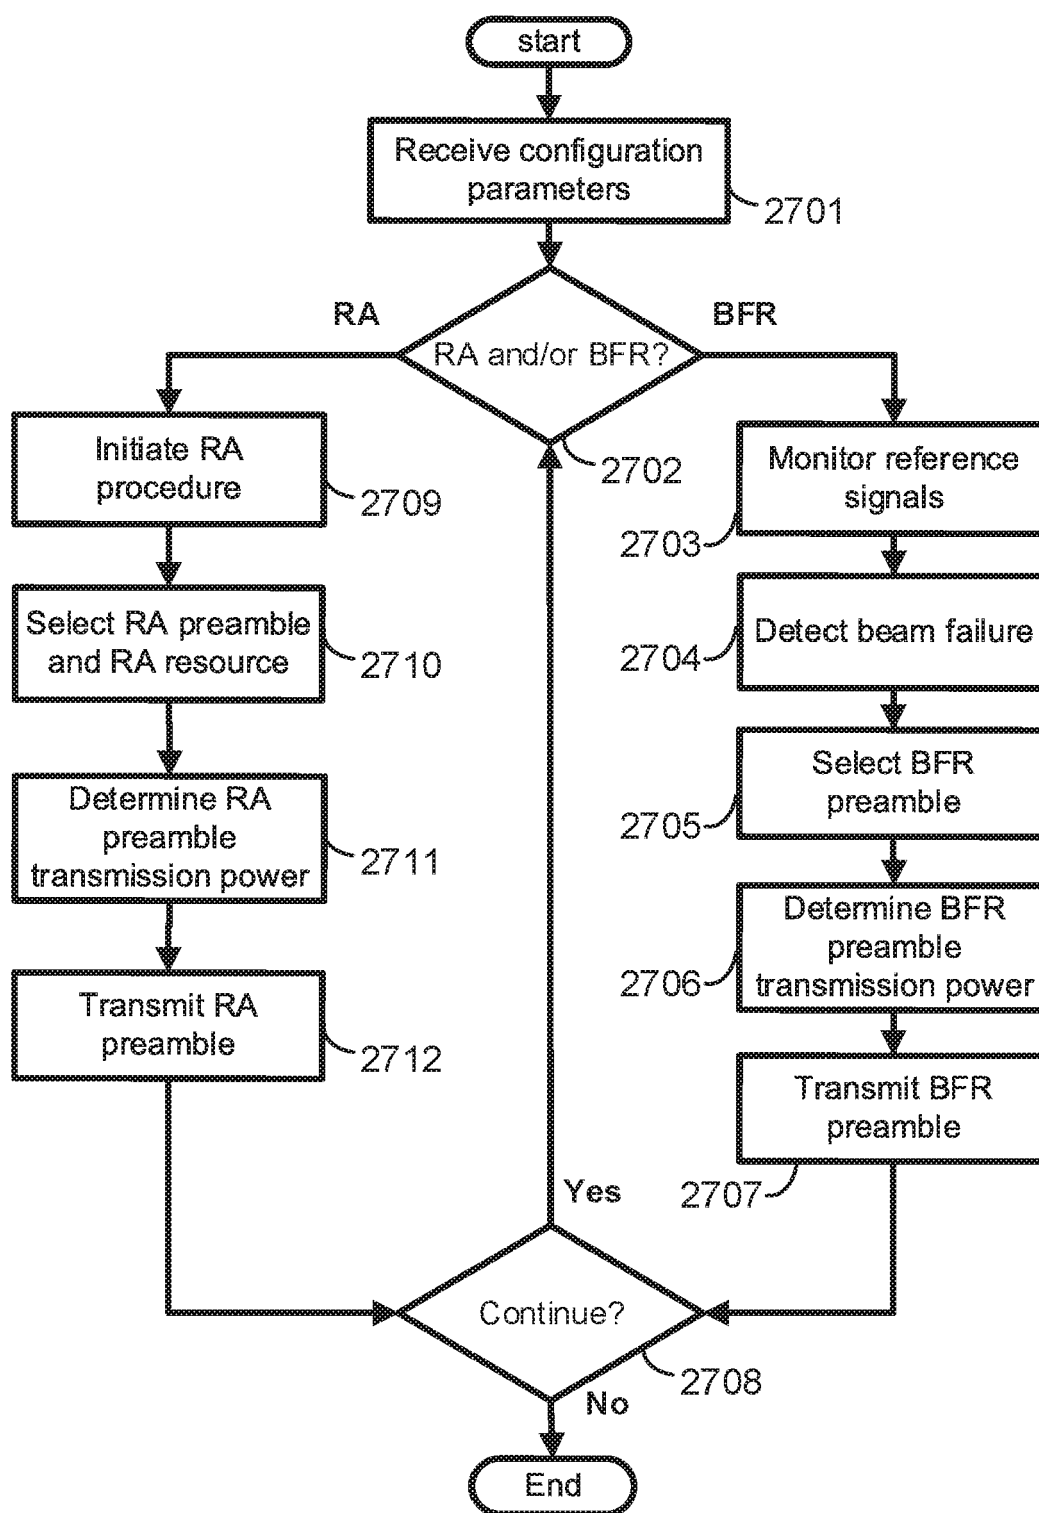 start
Receive configuration
parameters
2701
RA
BFR
RA and/or BFR?
2702
Initiate RA
procedure
2709
Monitor reference
signals
2703
Select RA preamble
and RA resource
2710
Detect beam failure
2704
Determine RA
preamble
transmission power
2711
Select BFR
preamble
2705
Determine BFR
preamble
transmission power
2706
Transmit RA
preamble
2712
Transmit BFR
preamble
2707
Yes
Continue?
2708
No
End